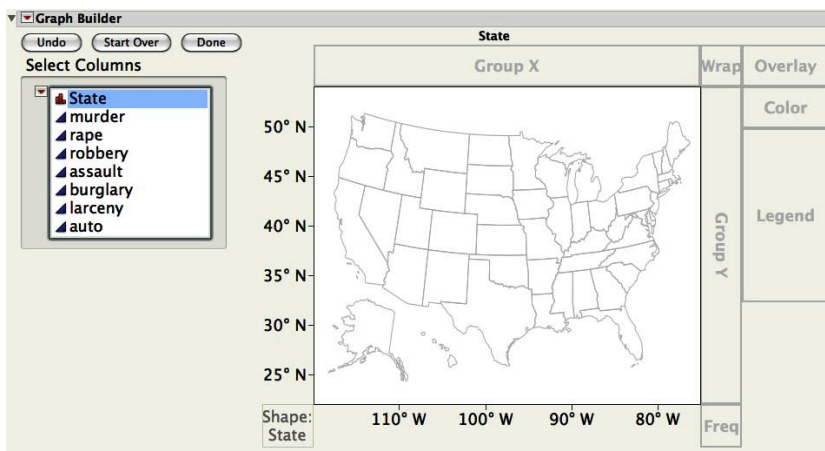 Graph Builder
Undo Start Over Done
Select Columns
State
murder
rape
robbery
assault
burglary
larceny
auto
State
Group X
Wrap
Overlay
Color
Legend
Group Y
50° N
45° N
40° N
35° N
30° N
25° N
Shape:
State
110° W 100° W 90° W 80° W
Freq